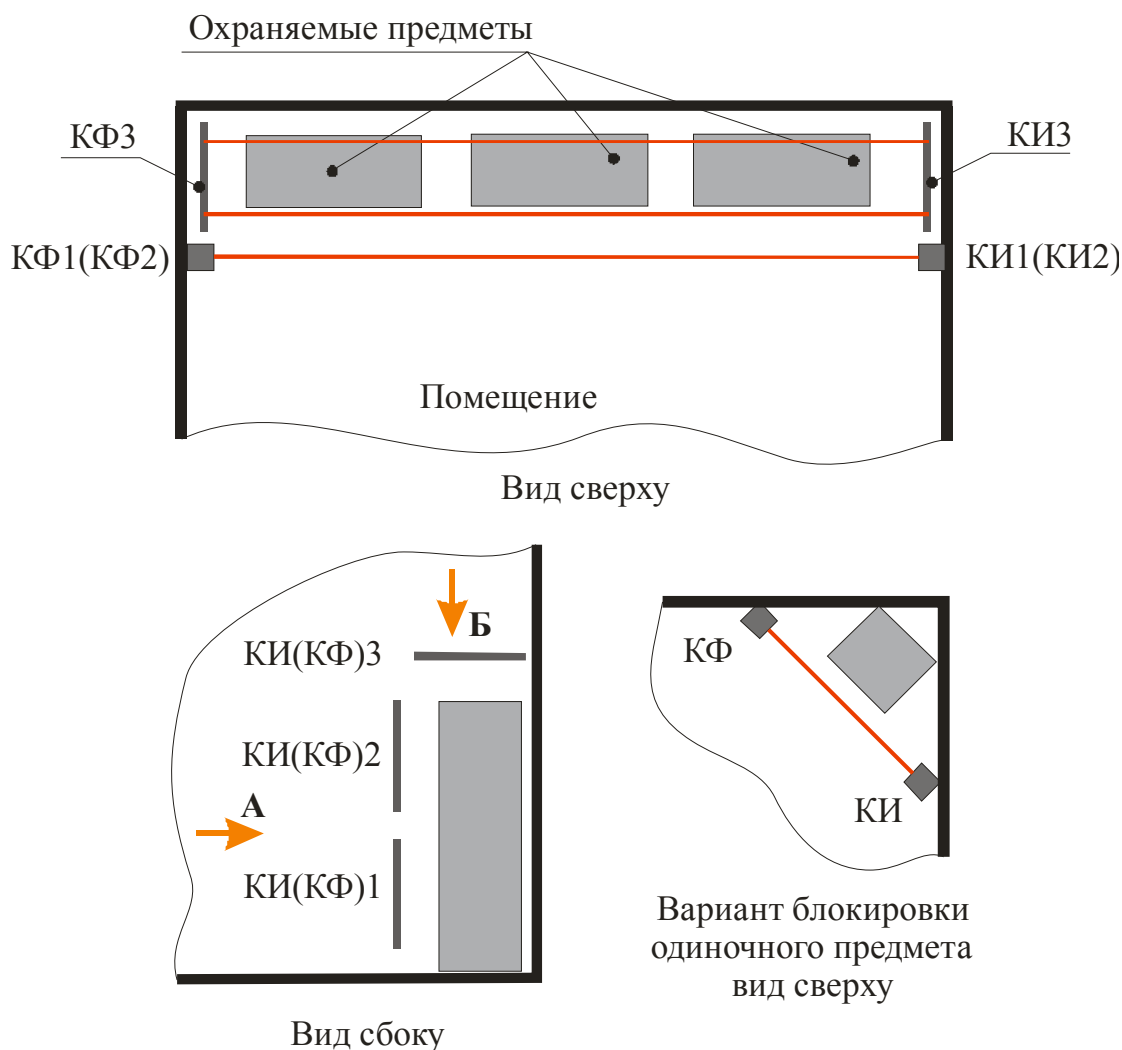 Охраняемые предметы
КФ3
КИ3
КФ1(КФ2)
КИ1(КИ2)
Помещение
Вид сверху
Б
КИ(КФ)3
КИ(КФ)2
А
КИ(КФ)1
Вид сбоку
КФ
КИ
Вариант блокировки
одиночного предмета
вид сверху